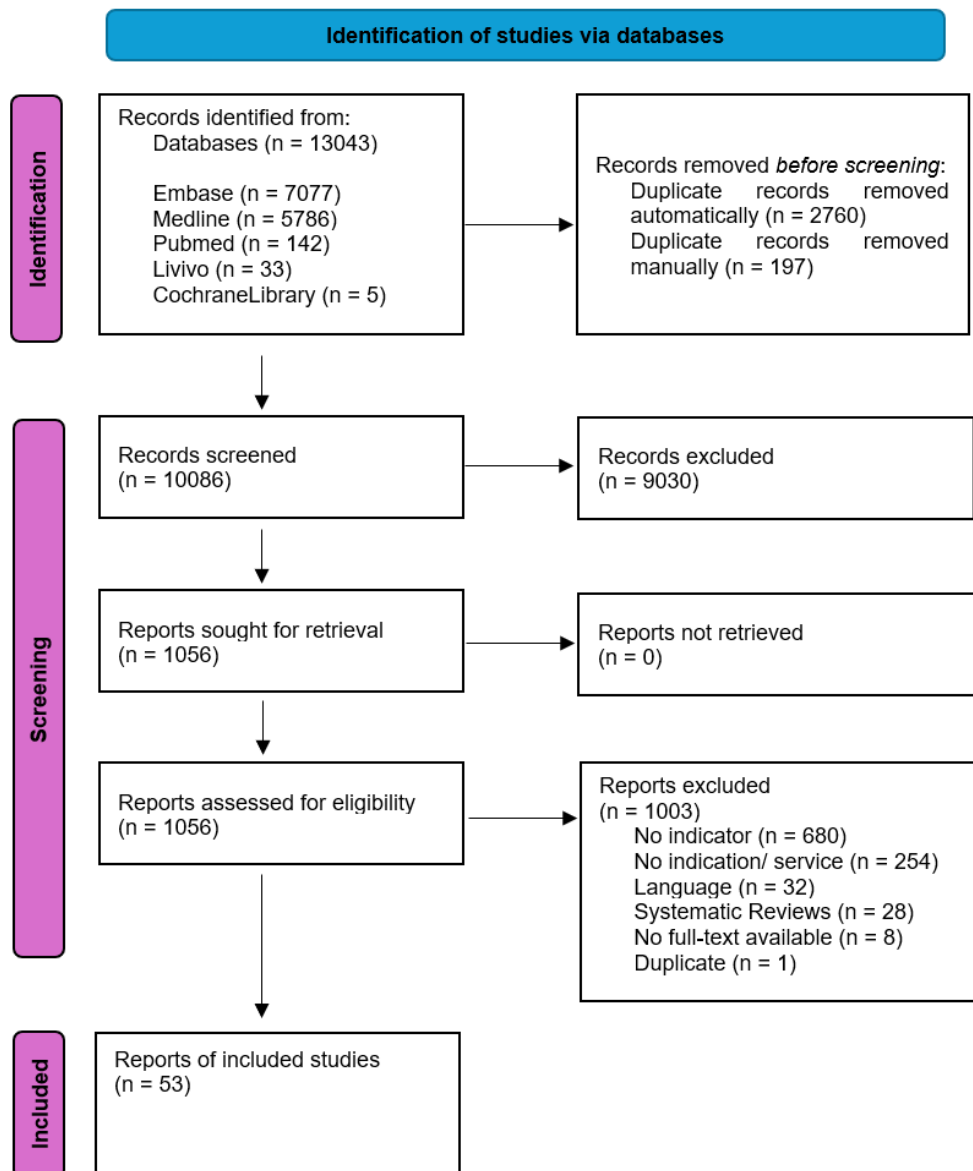 Identification of studies via databases
Identification
Records identified from:
Databases (n = 13043)
Embase (n = 7077)
Medline (n = 5786)
Pubmed (n = 142)
Livivo (n = 33)
CochraneLibrary (n = 5)
Records removed before screening:
Duplicate records removed
automatically (n = 2760)
Duplicate records removed
manually (n = 197)
Screening
Records screened
(n = 10086)
Records excluded
(n = 9030)
Reports sought for retrieval
(n = 1056)
Reports not retrieved
(n = 0)
Reports assessed for eligibility
(n = 1056)
Reports excluded
(n = 1003)
No indicator (n = 680)
No indication/ service (n = 254)
Language (n = 32)
Systematic Reviews (n = 28)
No full-text available (n = 8)
Duplicate (n = 1)
Included
Reports of included studies
(n = 53)